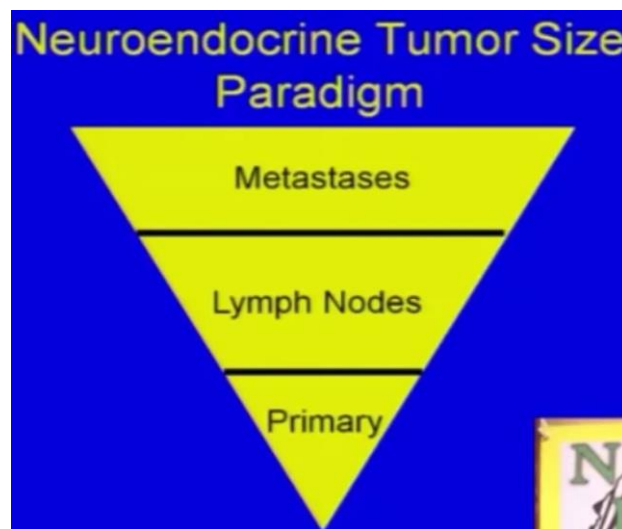 Neuroendocrine Tumor Size
Paradigm
Metastases
Lymph Nodes
Primary
N